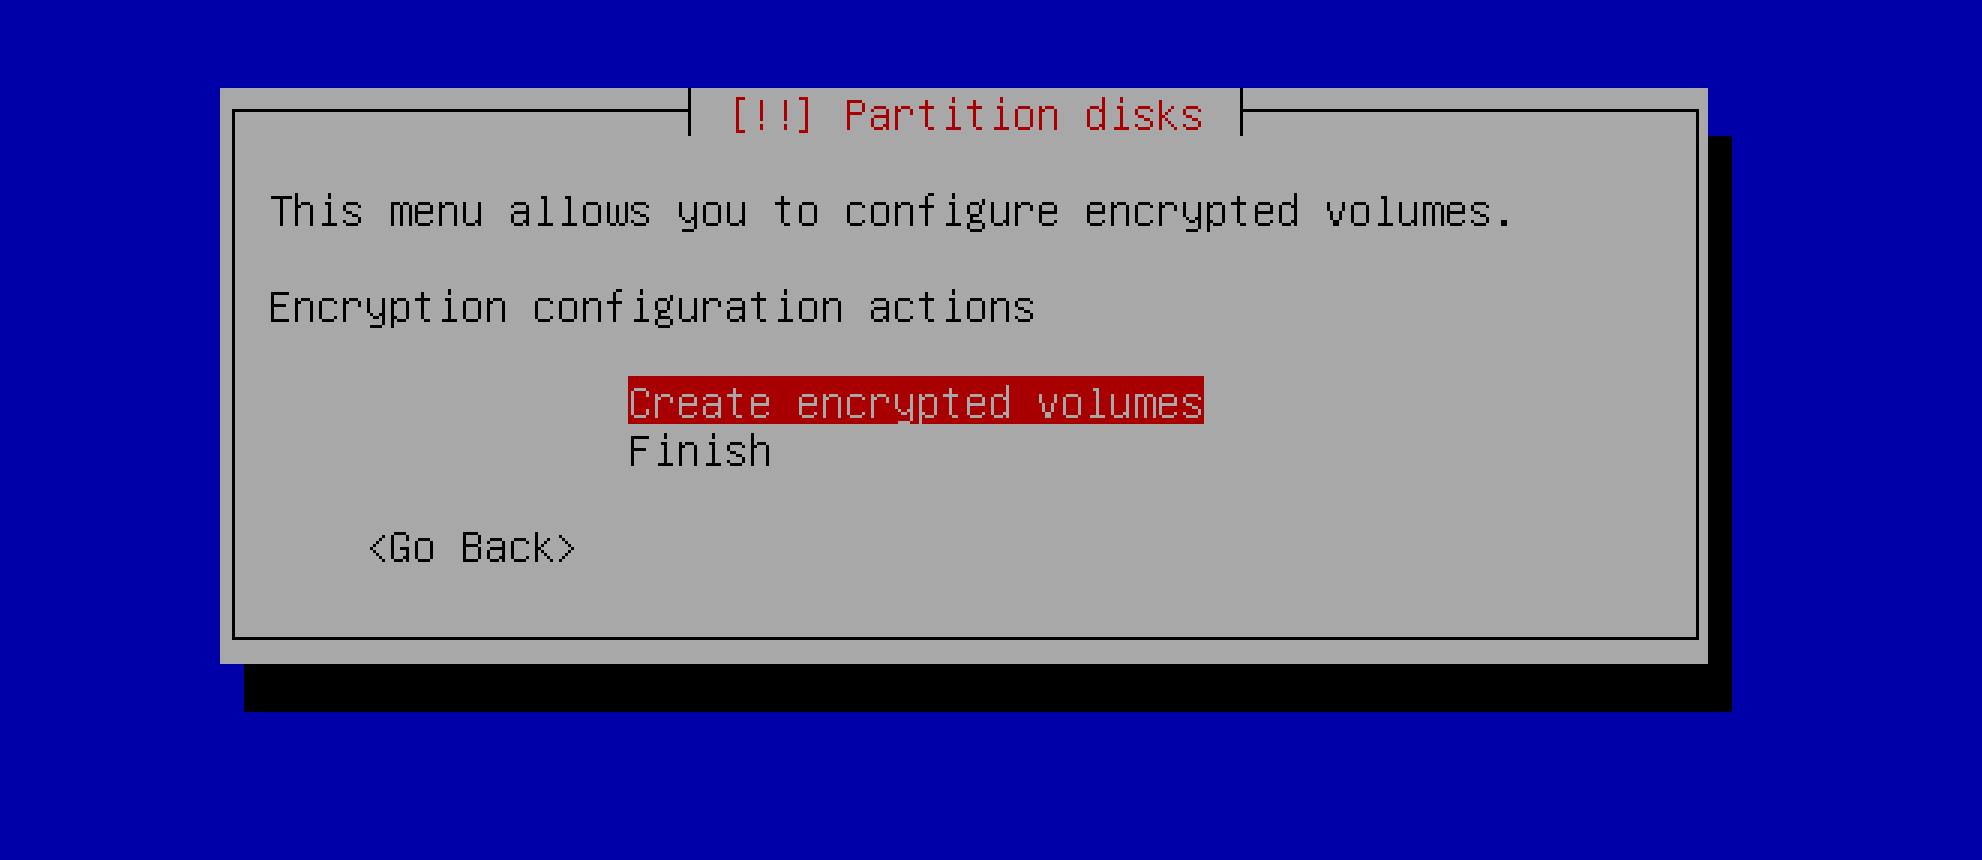 [!!] Partition disks
This menu allows you to configure encrypted volumes.
Encryption configuration actions
Create encrypted volumes
Finish
<Go Back>